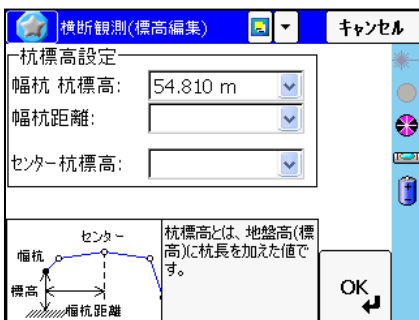 横断観測(標高編集)
キャンセル
杭標高設定
幅杭 杭標高:
54.810 m
幅杭距離:
センター杭標高:
センター
幅杭
標高
幅杭距離
杭標高とは、地盤高(標
高)に杭長を加えた値で
す。
OK